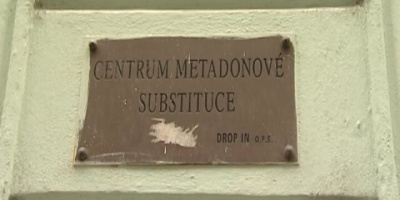 CENTRUM METADONOVÉ
SUBSTITUCE
DROP IN O.P.S.